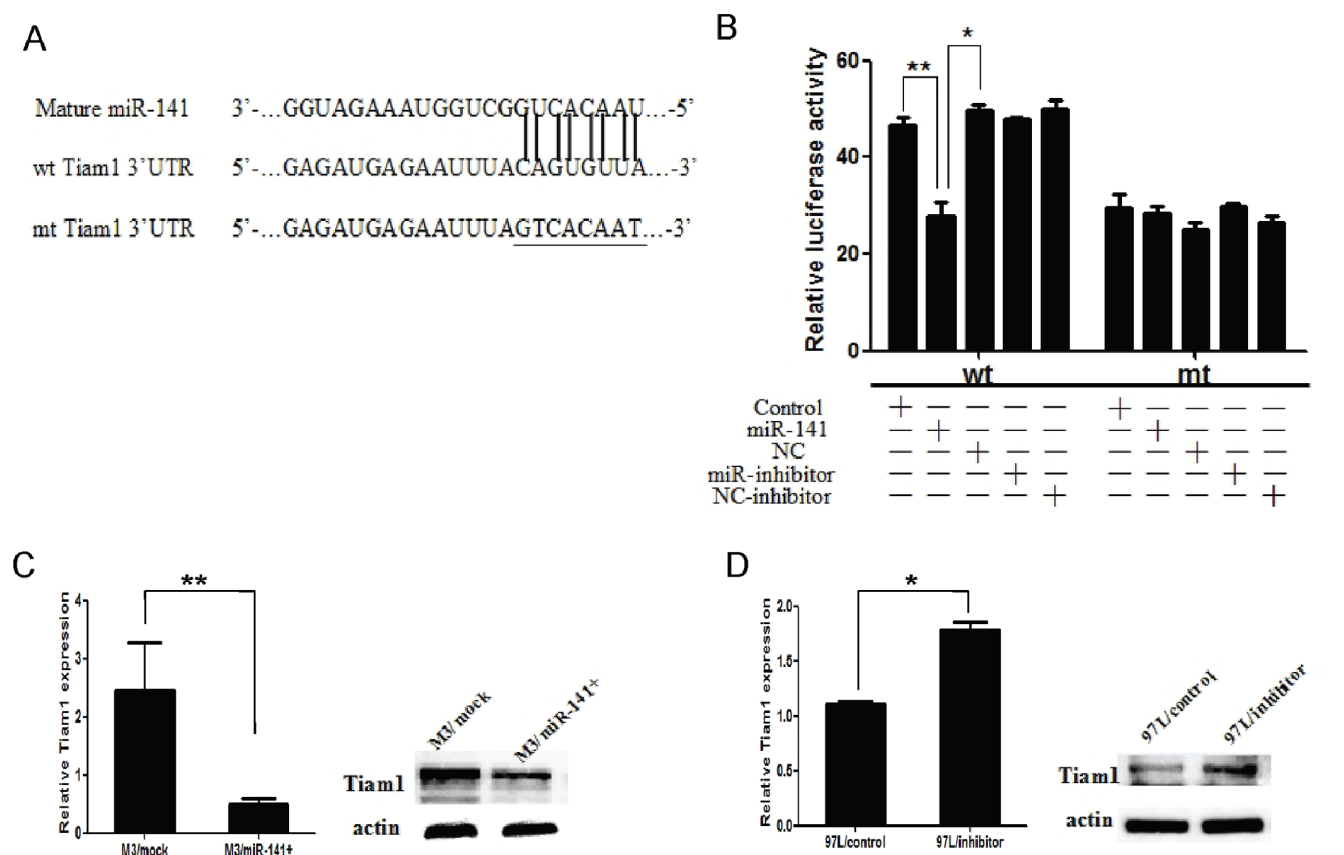 A
Mature miR-141 3'-...GGUAGAAAUGGUCGGUCACAAU...-5'
wt Tiam1 3'UTR 5'-...GAGAUGAGAAUUUACAGUGUUA...-3'
mt Tiam1 3'UTR 5'-...GAGAUGAGAAUUUAGTCACAAT...-3'
B
Relative luciferase activity
60
40
20
0
** *
wt mt
Control + — — — — + — — — —
miR-141 — + — — — — + — — —
NC — — + — — — — + — —
miR-inhibitor — — — + — — — — + —
NC-inhibitor — — — — + — — — — +
C
Relative Tiam1 expression
4
3
2
1
0
**
M3/mock M3/miR-141+
M3/mock M3/miR-141+
Tiam1
actin
D
Relative Tiam1 expression
2.0
1.5
1.0
0.5
0.0
*
97L/control 97L/inhibitor
97L/control 97L/inhibitor
Tiam1
actin